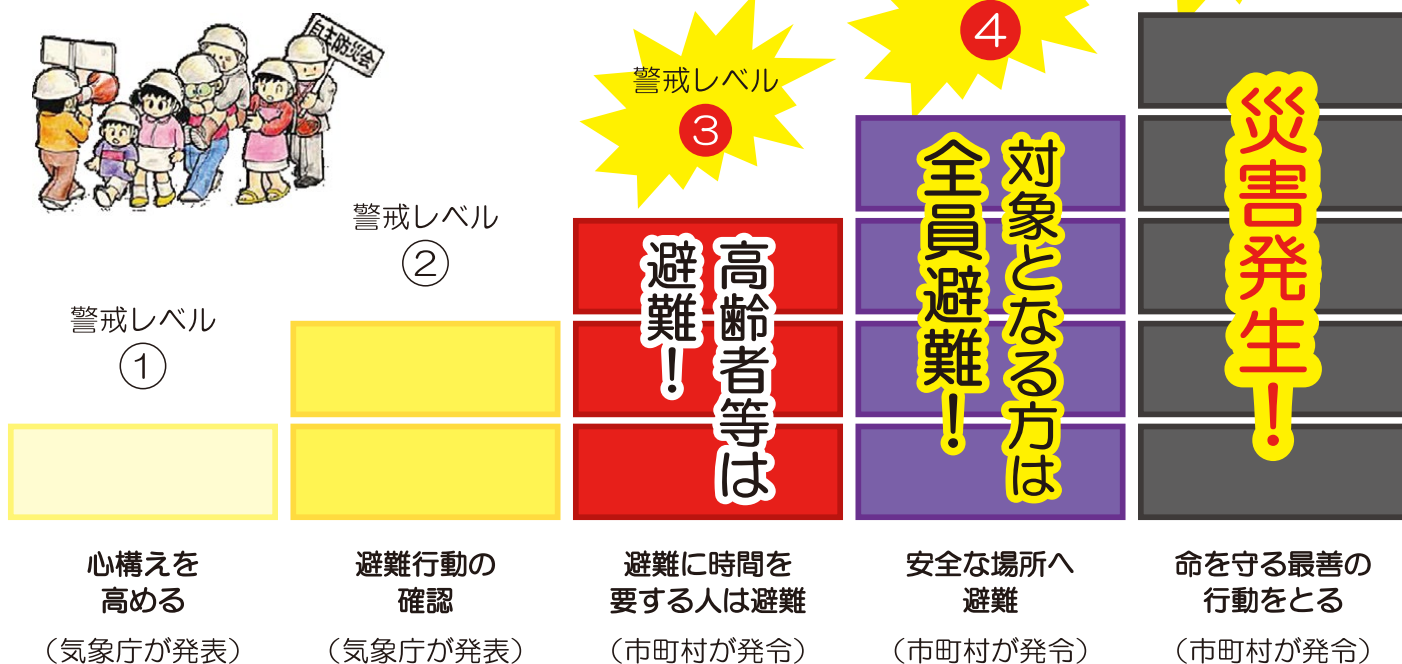 自主防災会
警戒レベル
①
心構えを
高める
（気象庁が発表）
警戒レベル
②
避難行動の
確認
（気象庁が発表）
警戒レベル
3
高齢者等は
避難！
避難に時間を
要する人は避難
（市町村が発令）
4
対象となる方は
全員避難！
安全な場所へ
避難
（市町村が発令）
災害発生！
命を守る最善の
行動をとる
（市町村が発令）